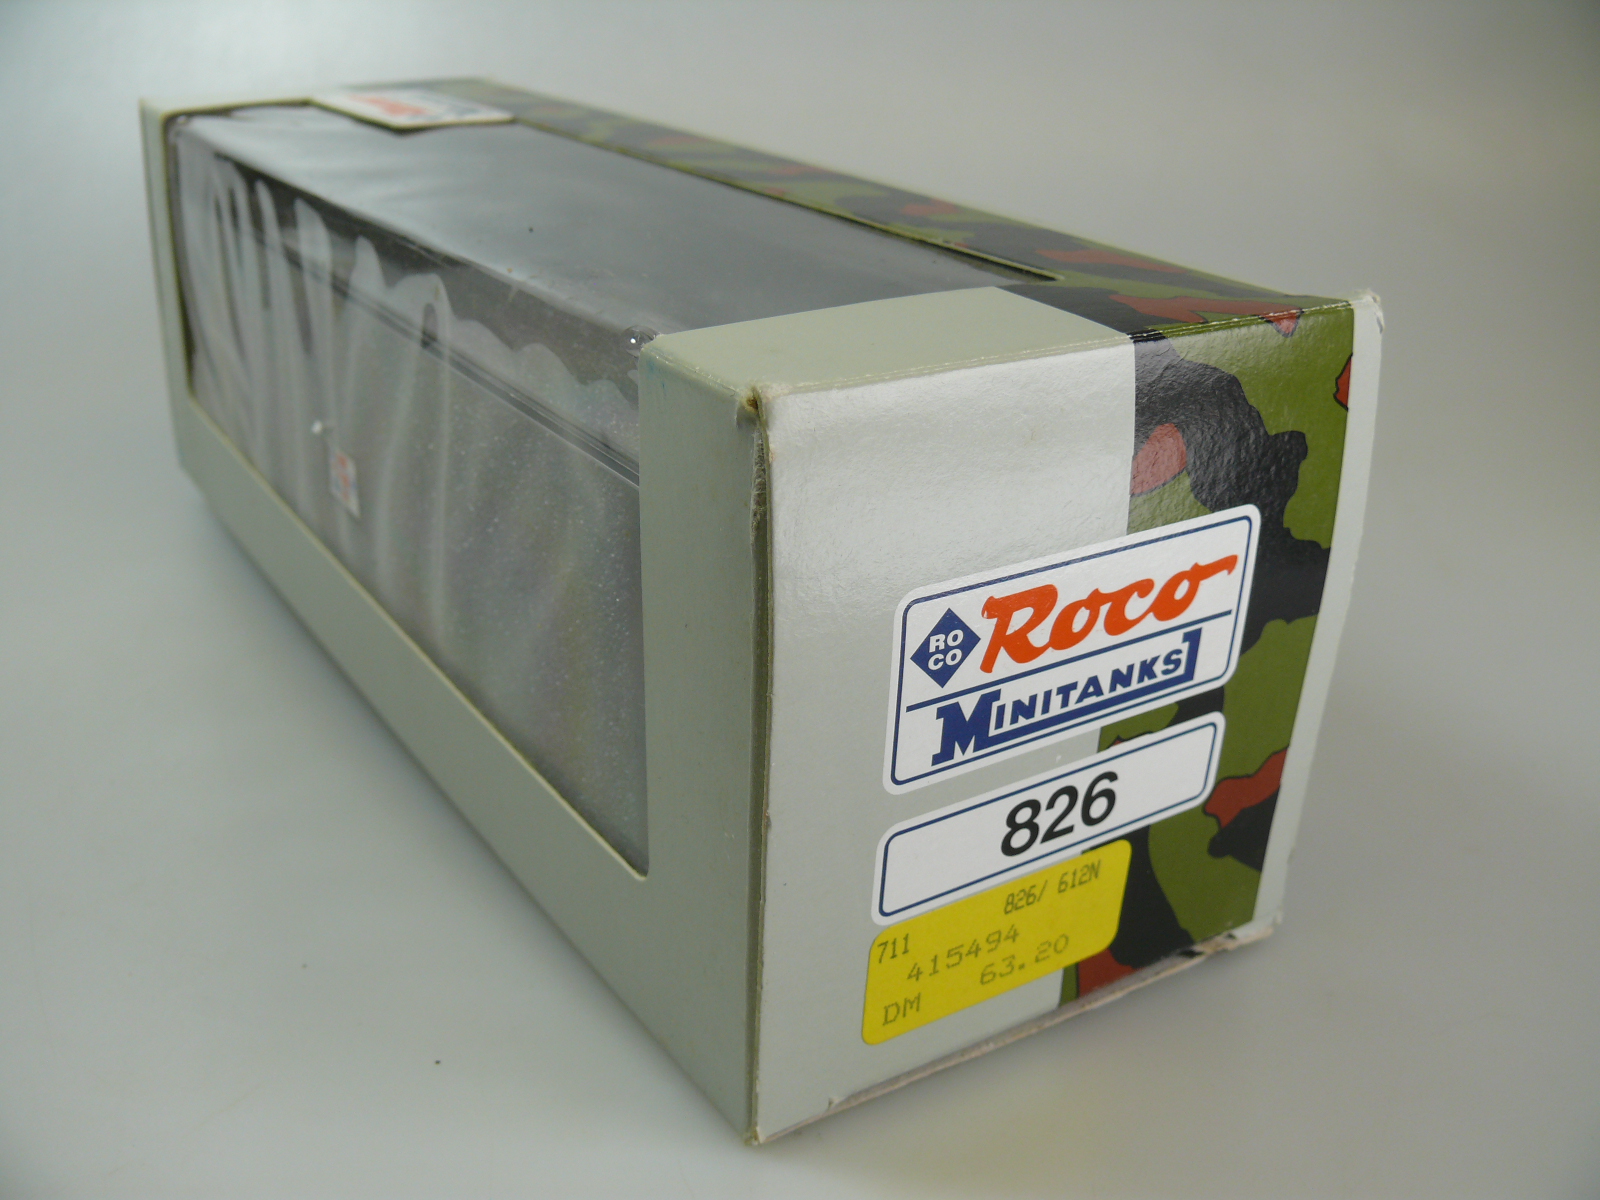 RO
CO
Roco
MINITANKS
826
826/ 612N
711
415494
63.20
DM